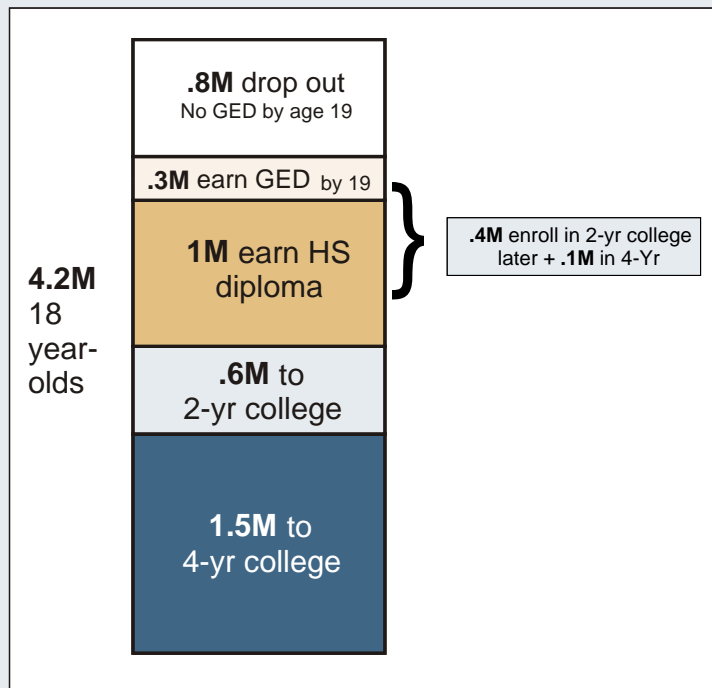 .8M drop out
No GED by age 19
.3M earn GED by 19
1M earn HS
diploma
.4M enroll in 2-yr college
later + .1M in 4-Yr
4.2M
18
year-
olds
.6M to
2-yr college
1.5M to
4-yr college